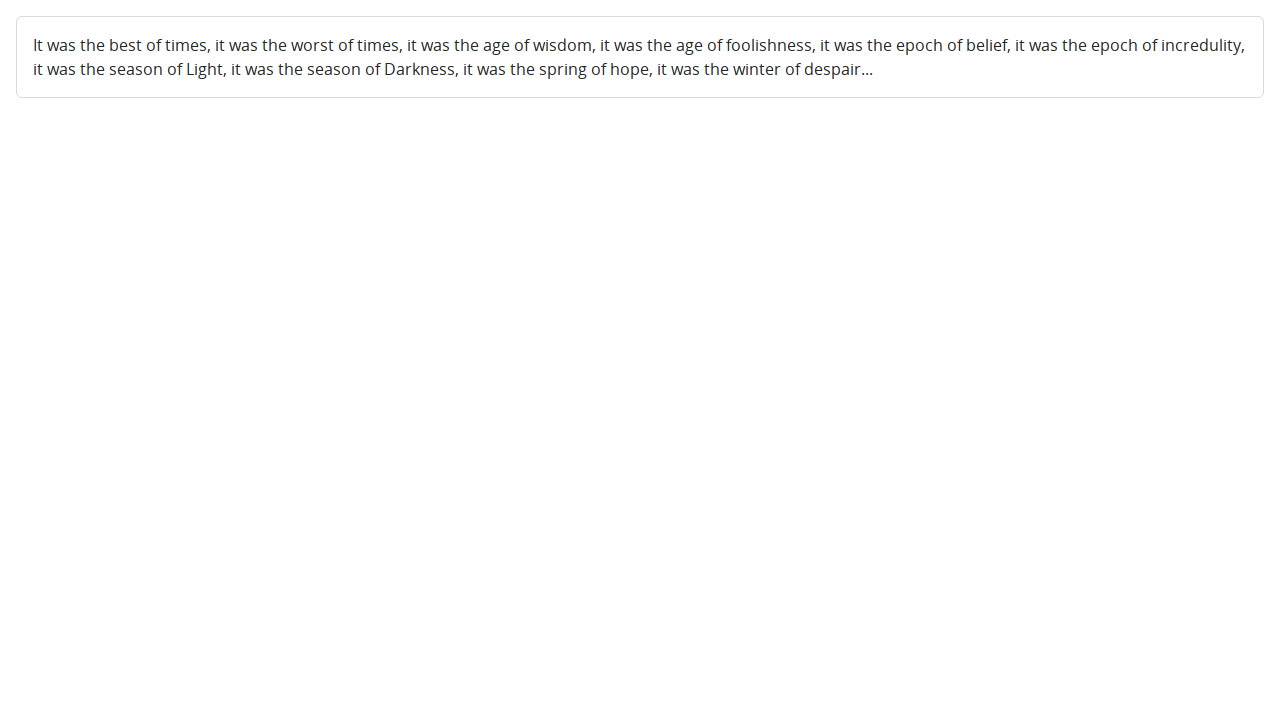 It was the best of times, it was the worst of times, it was the age of wisdom, it was the age of foolishness, it was the epoch of belief, it was the epoch of incredulity,
it was the season of Light, it was the season of Darkness, it was the spring of hope, it was the winter of despair...